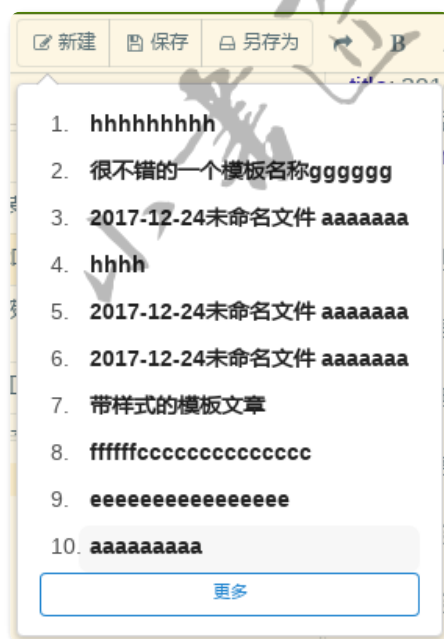 新建 保存 另存为 B
1. hhhhhhhhh
2. 很不错的一个模板名称gggggg
3. 2017-12-24未命名文件 aaaaaaa
4. hhhh
5. 2017-12-24未命名文件 aaaaaaa
6. 2017-12-24未命名文件 aaaaaaa
7. 带样式的模板文章
8. ffffffcccccccccccccc
9. eeeeeeeeeeeeeeee
10. aaaaaaaaa
更多